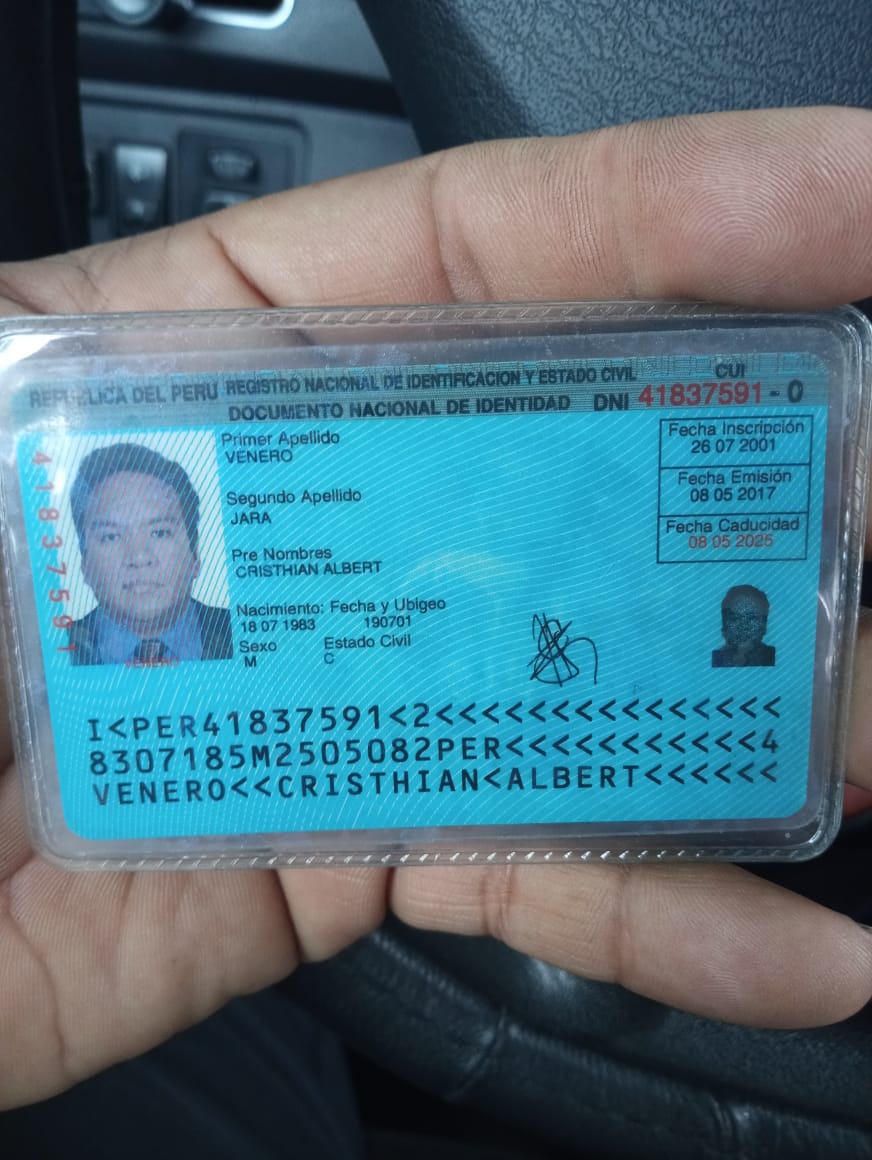 REPUBLICA DEL PERU REGISTRO NACIONAL DE IDENTIFICACION Y ESTADO CIVIL CUI
DOCUMENTO NACIONAL DE IDENTIDAD DNI 41837591 - 0
41837591
Primer Apellido
VENERO
Segundo Apellido
JARA
Pre Nombres
CRISTHIAN ALBERT
Nacimiento: Fecha y Ubigeo
18 07 1983 190701
Sexo Estado Civil
M C
VENERO
Fecha Inscripción
26 07 2001
Fecha Emisión
08 05 2017
Fecha Caducidad
08 05 2025
I<PER41837591<2<<<<<<<<<<<<<<<
8307185M2505082PER<<<<<<<<<<<4
VENERO<<CRISTHIAN<ALBERT<<<<<<